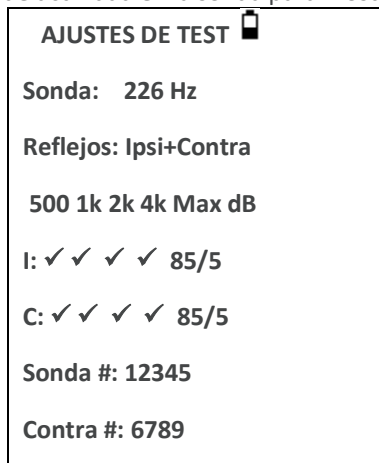 AJUSTES DE TEST
Sonda: 226 Hz
Reflejos: Ipsi+Contra
500 1k 2k 4k Max dB
I: ✓ ✓ ✓ ✓ 85/5
C: ✓ ✓ ✓ ✓ 85/5
Sonda #: 12345
Contra #: 6789